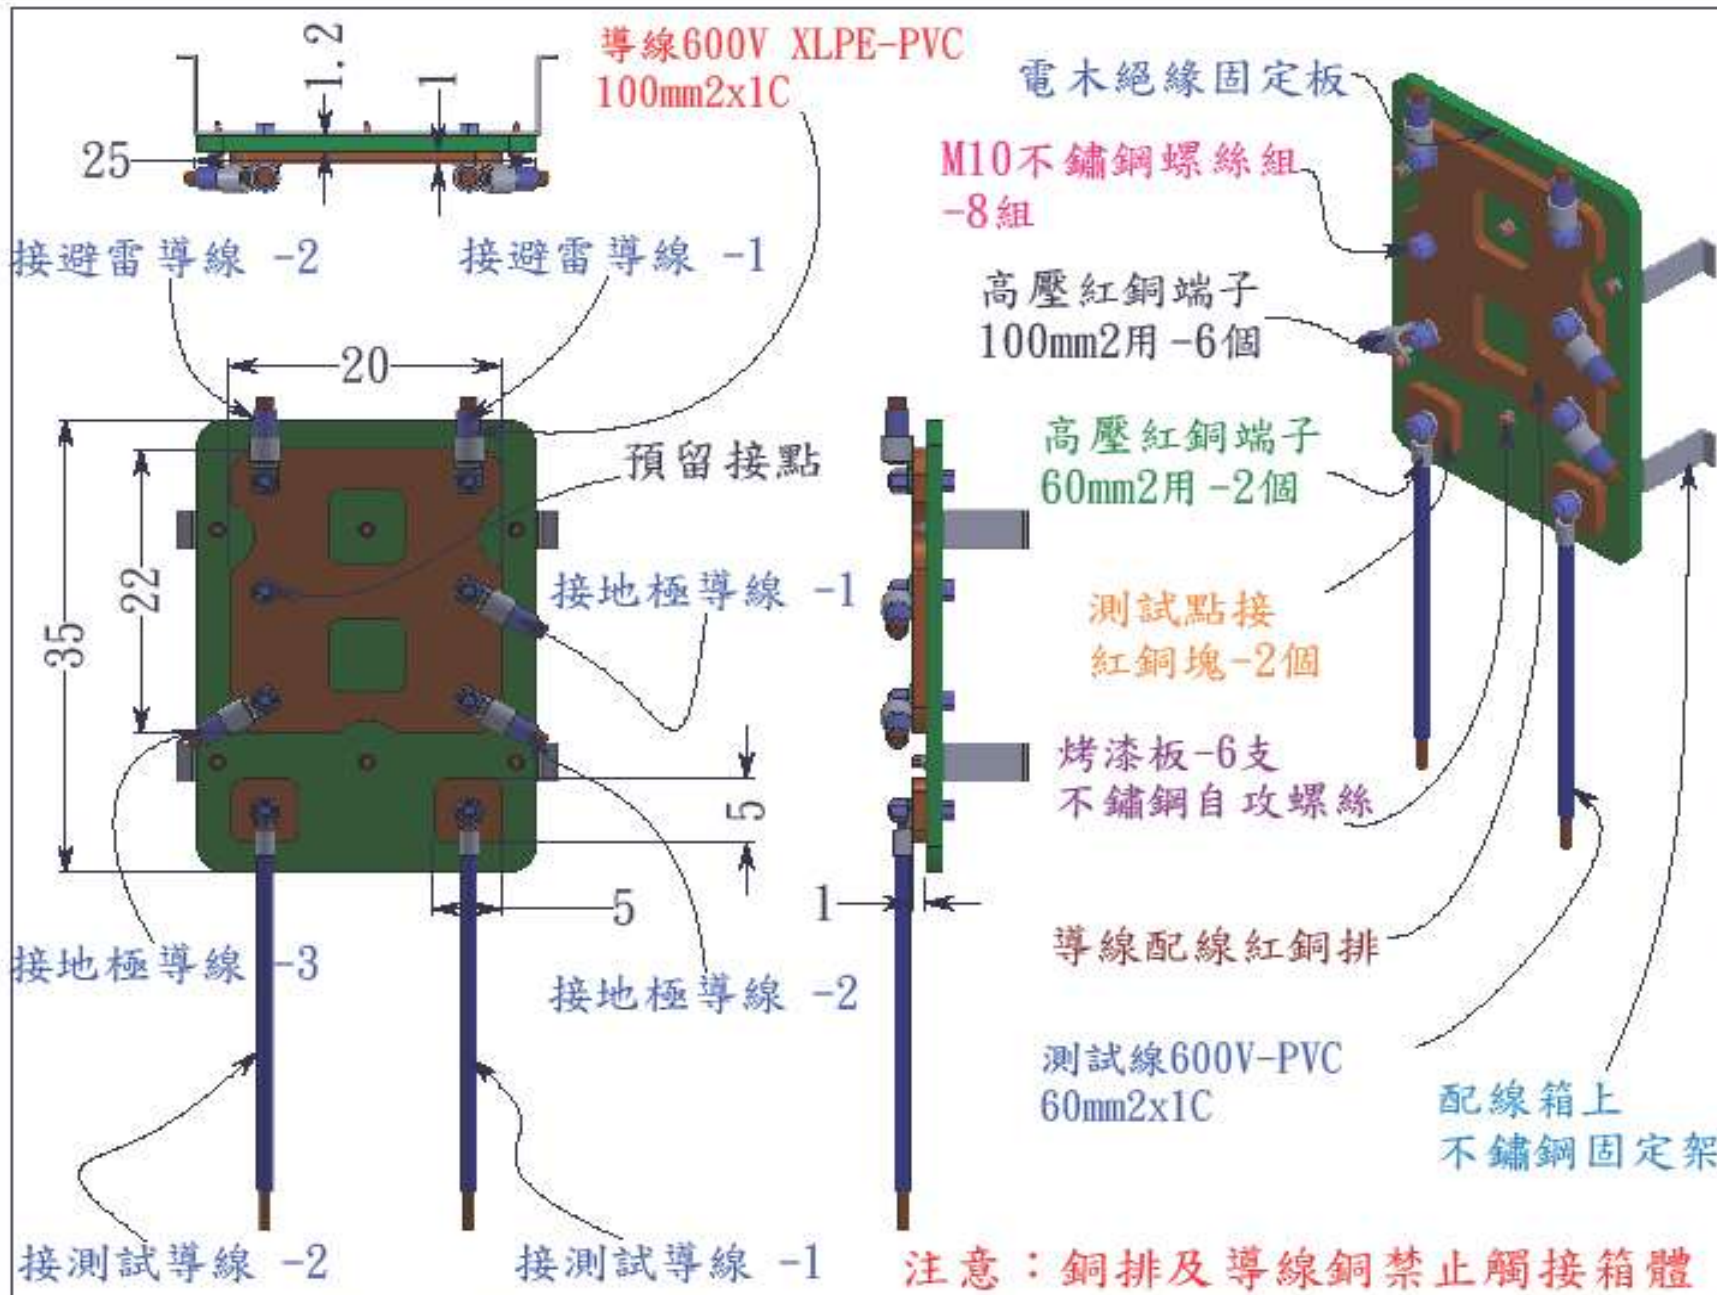 導線600V XLPE-PVC
100mm2x1C
1.2
1
25
接避雷導線 -2
接避雷導線 -1
20
預留接點
22
35
接地極導線 -1
5
5
1
接地極導線 -3
接地極導線 -2
接測試導線 -2
接測試導線 -1
電木絕緣固定板
M10不鏽鋼螺絲組
-8組
高壓紅銅端子
100mm2用-6個
高壓紅銅端子
60mm2用-2個
測試點接
紅銅塊-2個
烤漆板-6支
不鏽鋼自攻螺絲
導線配線紅銅排
測試線600V-PVC
60mm2x1C
配線箱上
不鏽鋼固定架
注意：銅排及導線銅禁止觸接箱體